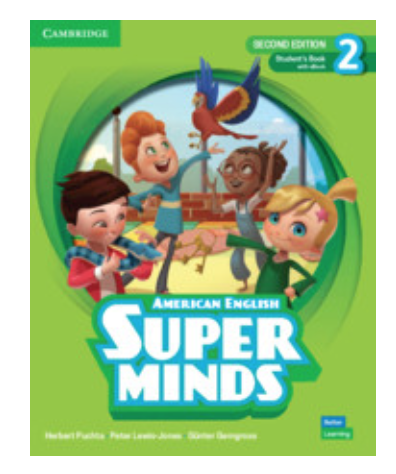 CAMBRIDGE
SECOND EDITION
Student's Book
with eBook
2
AMERICAN ENGLISH
SUPER
MINDS
Herbert Puchta Peter Lewis-Jones Günter Gerngross
Better
Learning